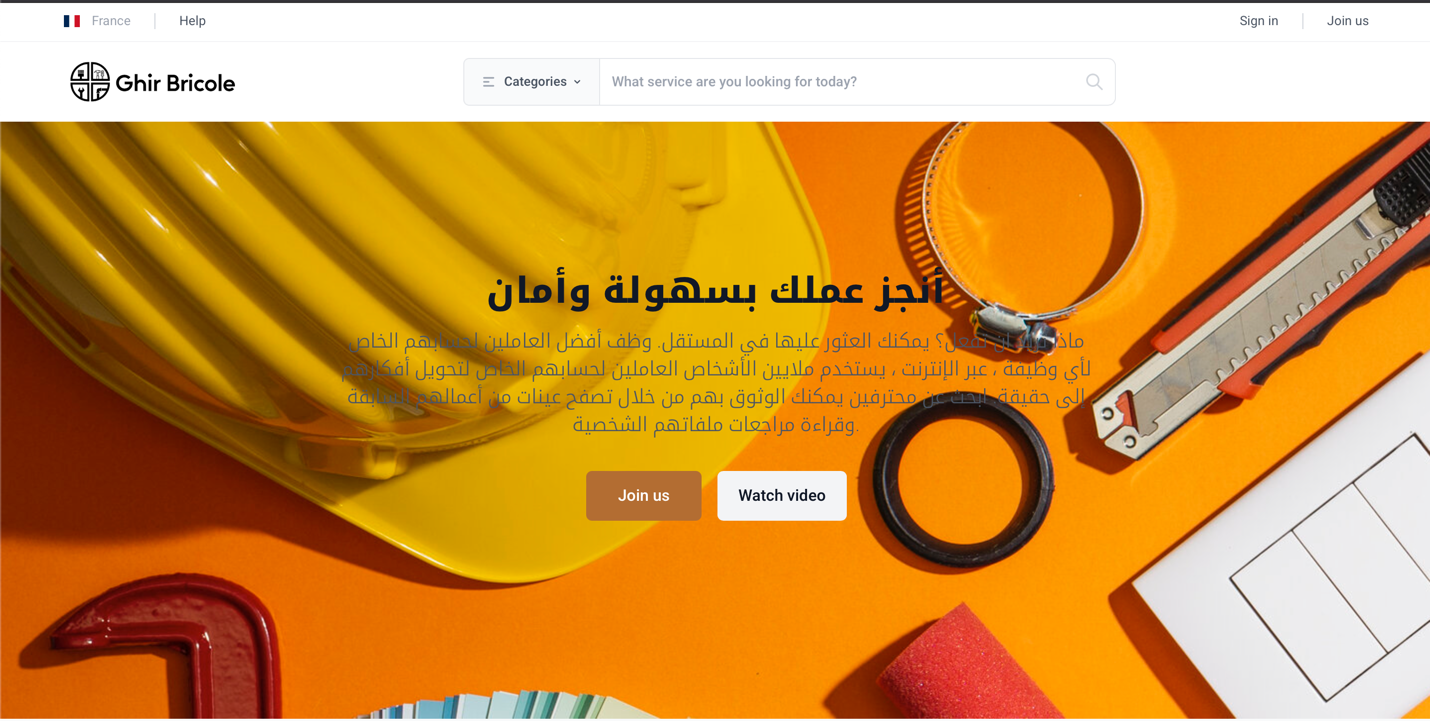 France
Help
Sign in
Join us
Ghir Bricole
Categories
What service are you looking for today?
أنجز عملك بسهولة وأمان
ماذا تريد أن تفعل؟ يمكنك العثور عليها في المستقل. وظف أفضل العاملين لحسابهم الخاص
لأي وظيفة ، عبر الإنترنت ، يستخدم ملايين الأشخاص العاملين لحسابهم الخاص لتحويل أفكارهم
إلى حقيقة. ابحث عن محترفين يمكنك الوثوق بهم من خلال تصفح عينات من أعمالهم السابقة
وقراءة مراجعات ملفاتهم الشخصية.
Join us
Watch video